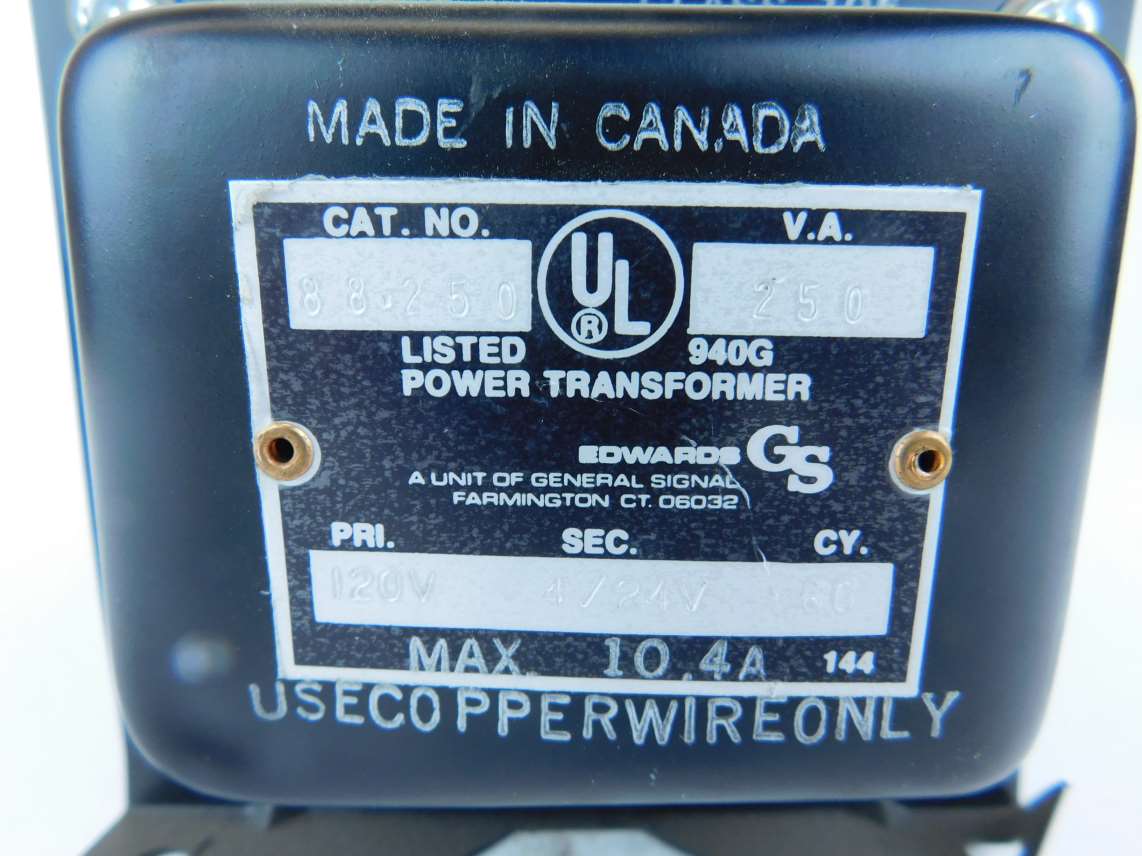 MADE IN CANADA
CAT. NO. UL V.A.
88.250 ® 250
LISTED 940G
POWER TRANSFORMER
EDWARDS GS
A UNIT OF GENERAL SIGNAL
FARMINGTON CT. 06032
PRI. SEC. CY.
120V 4/24V
MAX. 10.4A 144
USECOPPERWIREONLY